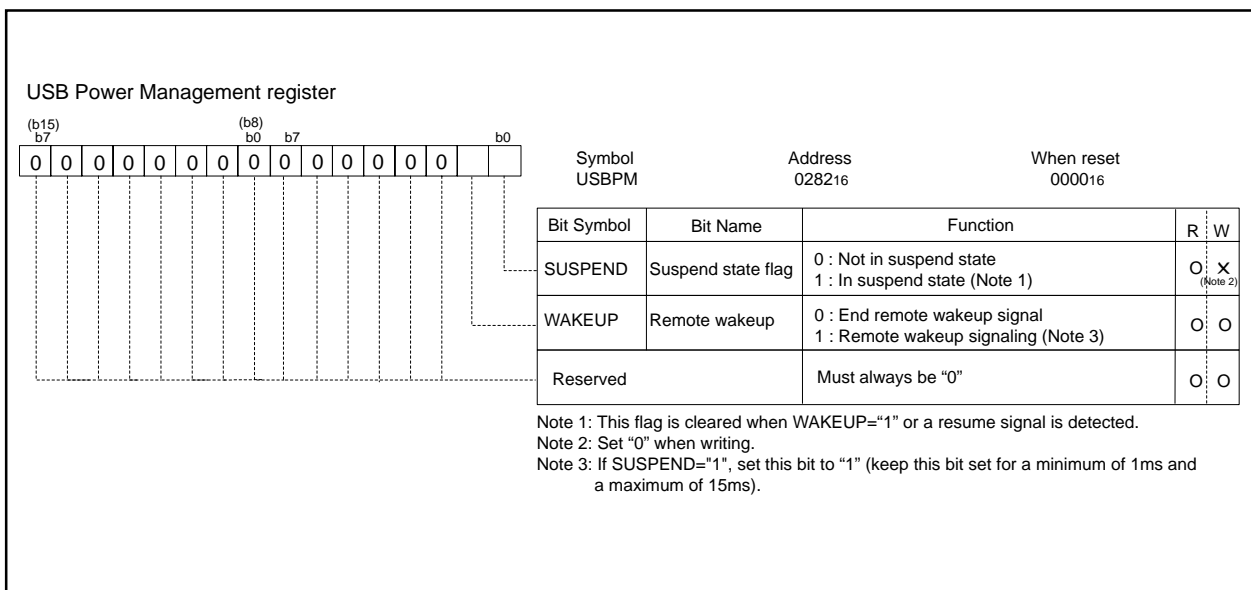 USB Power Management register
(b15) (b8)
b7 b0 b7 b0
0 0 0 0 0 0 0 0 0 0 0 0 0 0
Symbol Address When reset
USBPM 028216 000016
Bit Symbol Bit Name Function R W
SUSPEND Suspend state flag 0 : Not in suspend state O X
1 : In suspend state (Note 1) (Note 2)
WAKEUP Remote wakeup 0 : End remote wakeup signal O O
1 : Remote wakeup signaling (Note 3)
Reserved Must always be “0” O O
Note 1: This flag is cleared when WAKEUP=“1” or a resume signal is detected.
Note 2: Set “0” when writing.
Note 3: If SUSPEND="1", set this bit to “1” (keep this bit set for a minimum of 1ms and
a maximum of 15ms).